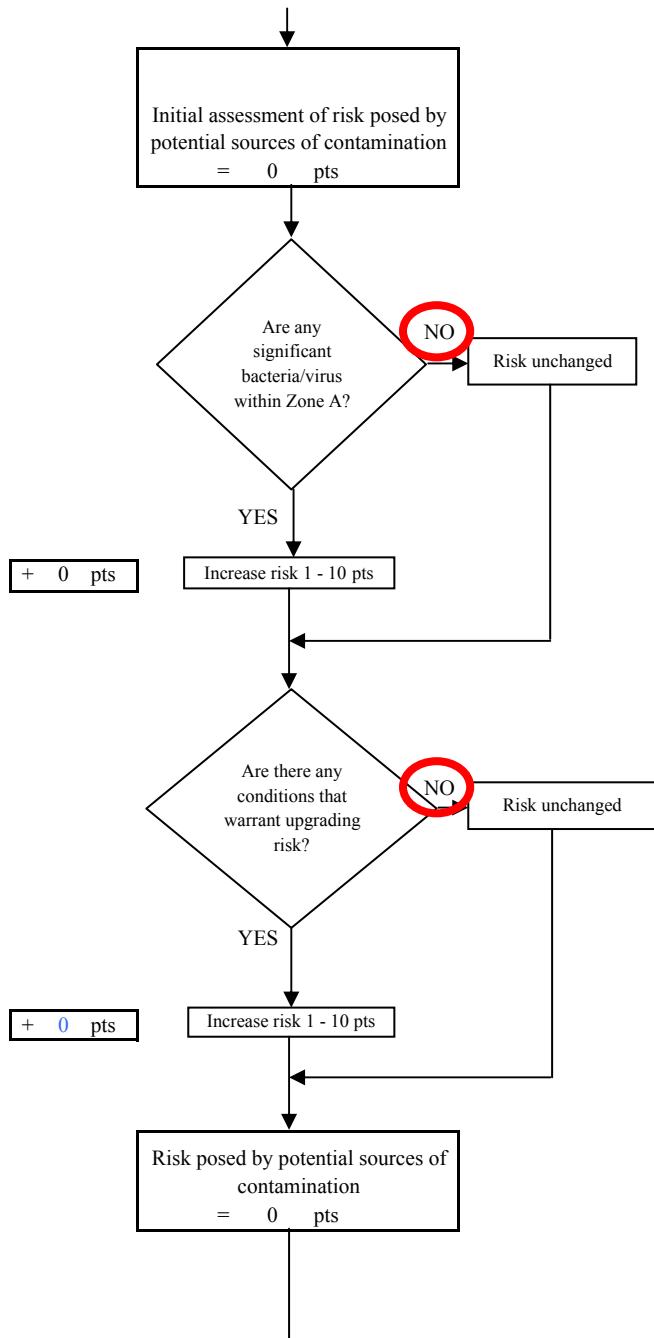 Initial assessment of risk posed by
potential sources of contamination
= 0 pts
Are any
significant
bacteria/virus
within Zone A?
NO
Risk unchanged
YES
+ 0 pts
Increase risk 1 - 10 pts
Are there any
conditions that
warrant upgrading
risk?
NO
Risk unchanged
YES
+ 0 pts
Increase risk 1 - 10 pts
Risk posed by potential sources of
contamination
= 0 pts